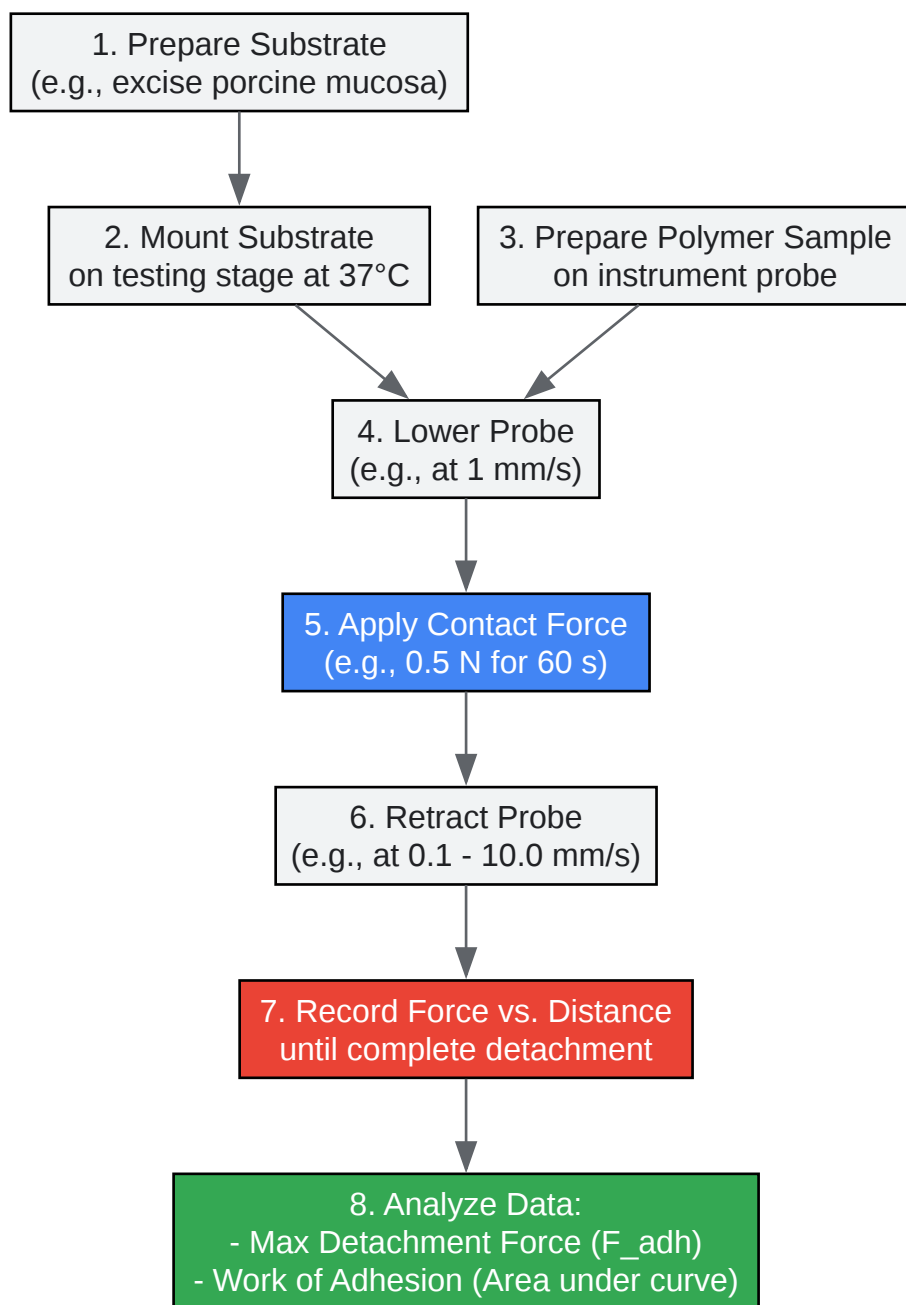 1. Prepare Substrate
(e.g., excise porcine mucosa)
2. Mount Substrate
on testing stage at 37°C
3. Prepare Polymer Sample
on instrument probe
4. Lower Probe
(e.g., at 1 mm/s)
5. Apply Contact Force
(e.g., 0.5 N for 60 s)
6. Retract Probe
(e.g., at 0.1 - 10.0 mm/s)
7. Record Force vs. Distance
until complete detachment
8. Analyze Data:
- Max Detachment Force (F_adh)
- Work of Adhesion (Area under curve)